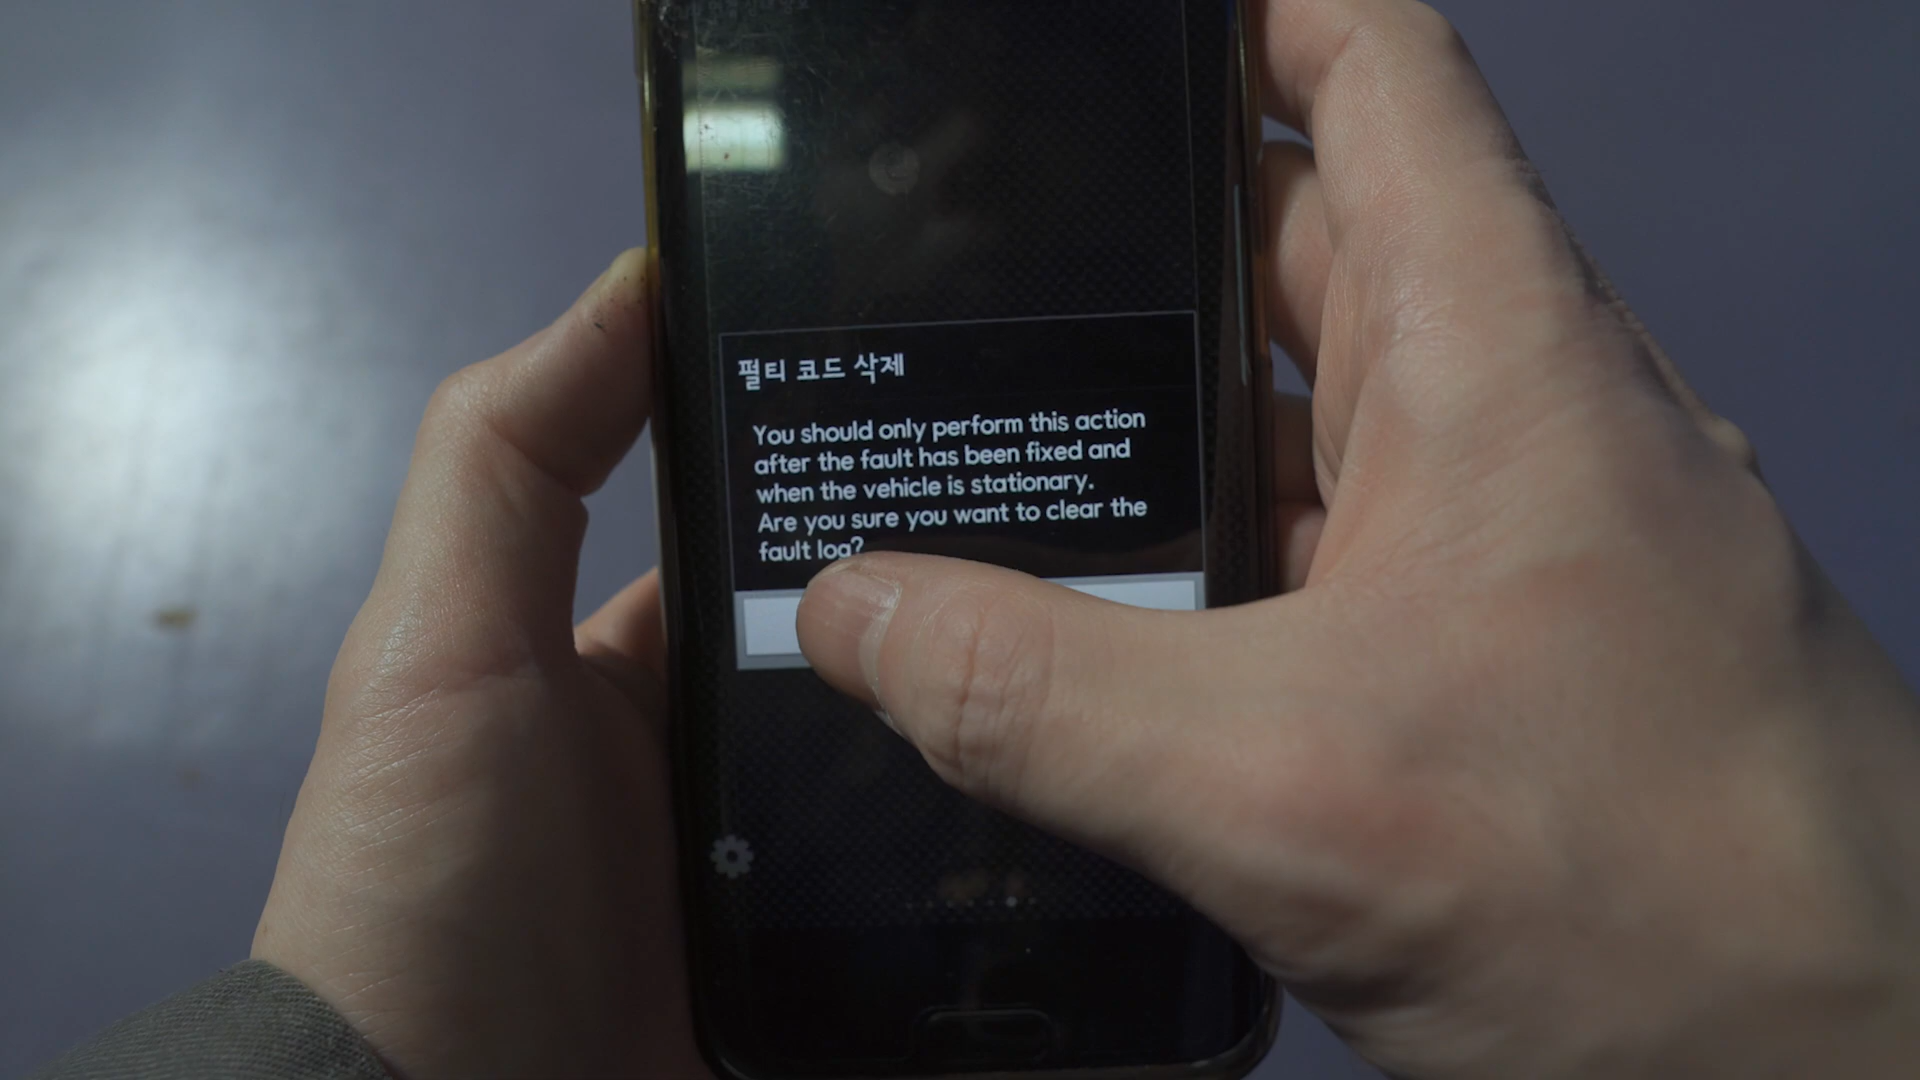 펄티 코드 삭제
You should only perform this action
after the fault has been fixed and
when the vehicle is stationary.
Are you sure you want to clear the
fault log?